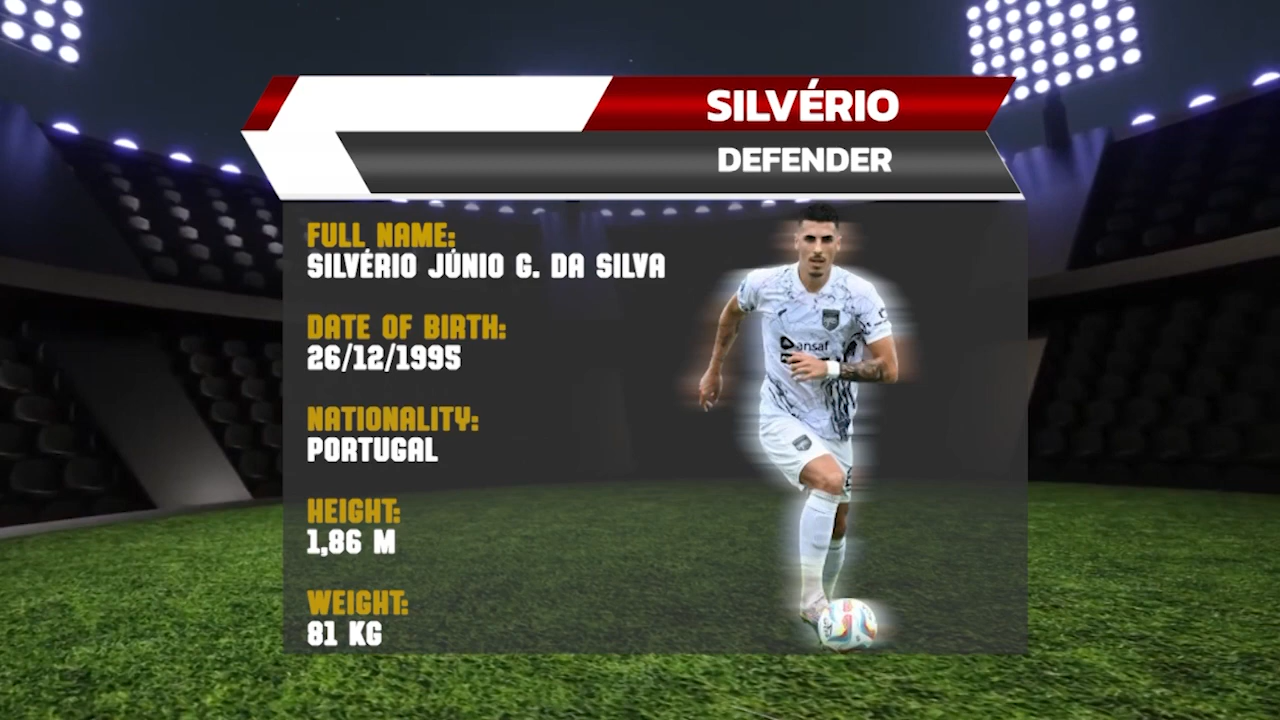 SILVÉRIO
DEFENDER
FULL NAME:
SILVÉRIO JÚNIO G. DA SILVA
DATE OF BIRTH:
26/12/1995
NATIONALITY:
PORTUGAL
HEIGHT:
1,86 M
WEIGHT:
81 KG
ansaf